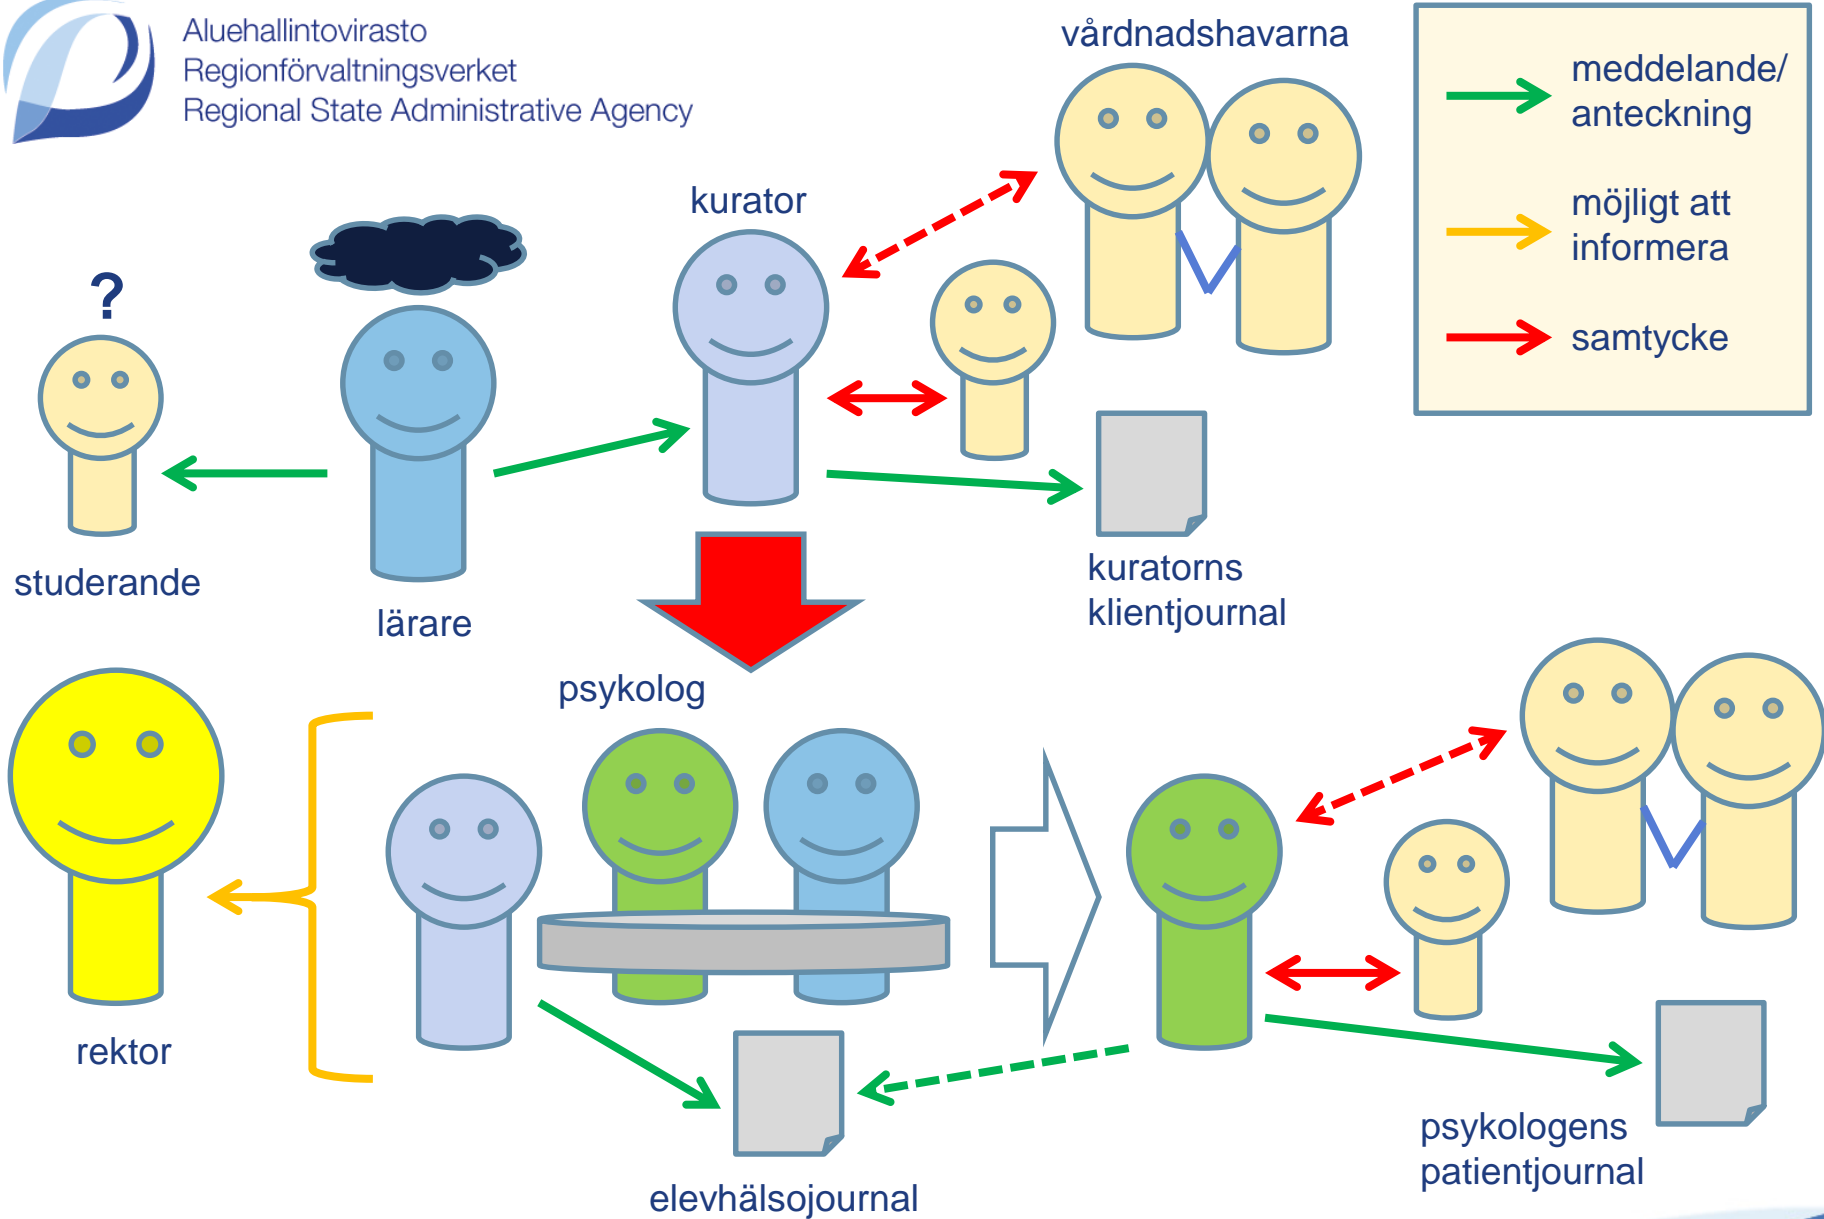 Aluehallintovirasto
Regionförvaltningsverket
Regional State Administrative Agency
vårdnadshavarna
meddelande/
anteckning
möjligt att
informera
samtycke
kurator
?
studerande
lärare
kuratorns
klientjournal
psykolog
rektor
elevhälsojournal
psykologens
patientjournal